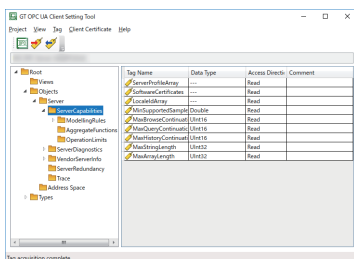 GT OPC UA Client Setting Tool
Project View Tag Client Certificate Help
Root
Views
Objects
Server
ServerCapabilities
ModellingRules
AggregateFunctions
OperationLimits
ServerDiagnostics
VendorServerInfo
ServerRedundancy
Trace
Address Space
Types
Tag Name Data Type Access Directic Comment
ServerProfileArray --- Read
SoftwareCertificates --- Read
LocaleIdArray --- Read
MinSupportedSample Double Read
MaxBrowseContinuati UInt16 Read
MaxQueryContinuati UInt16 Read
MaxHistoryContinuati UInt16 Read
MaxStringLength UInt32 Read
MaxArrayLength UInt32 Read
Tag acquisition complete